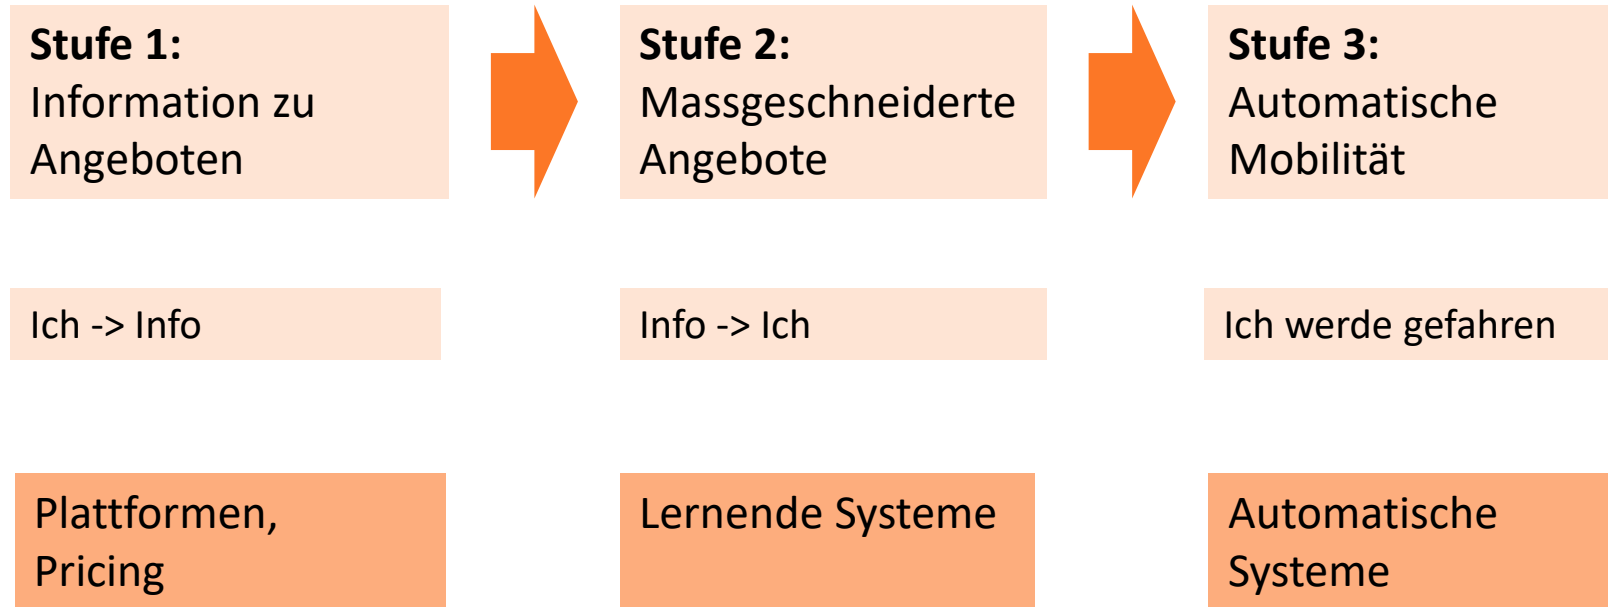 Stufe 1:
Information zu
Angeboten
Stufe 2:
Massgeschneiderte
Angebote
Stufe 3:
Automatische
Mobilität
Ich -> Info
Info -> Ich
Ich werde gefahren
Plattformen,
Pricing
Lernende Systeme
Automatische
Systeme